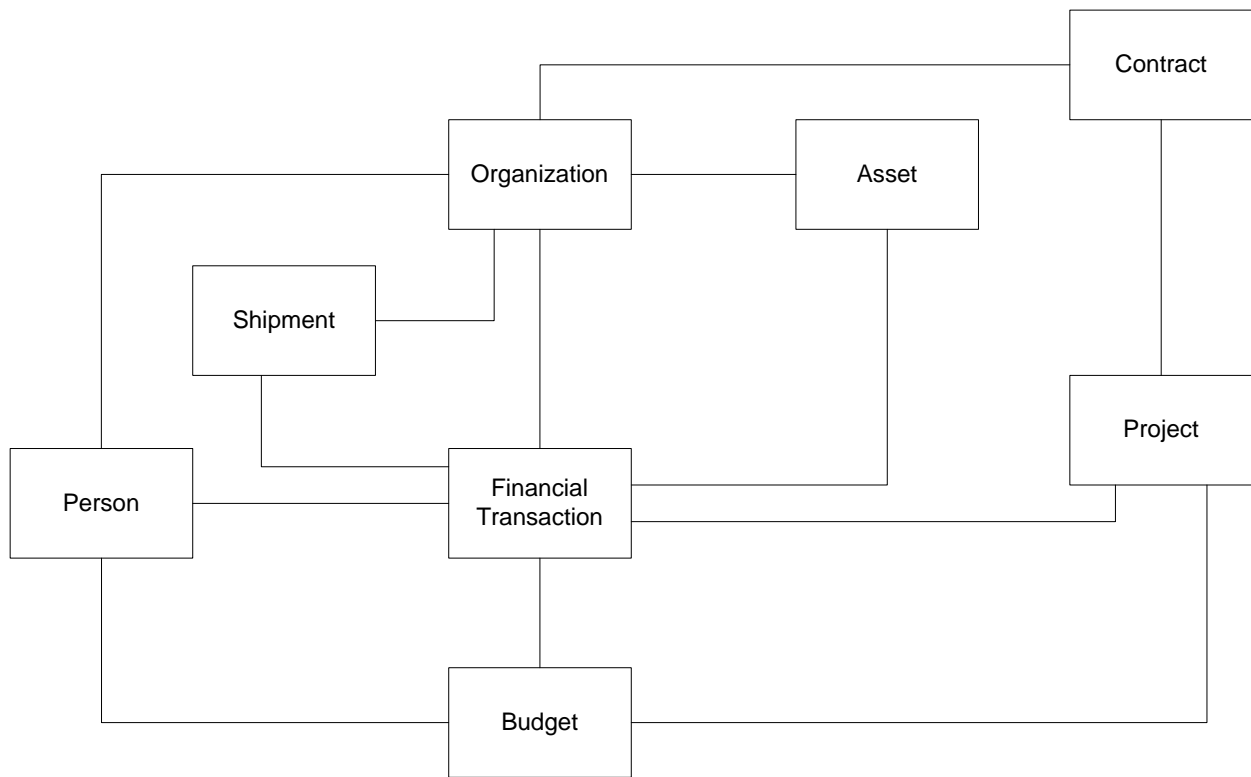 Contract
Organization
Asset
Shipment
Project
Person
Financial
Transaction
Budget